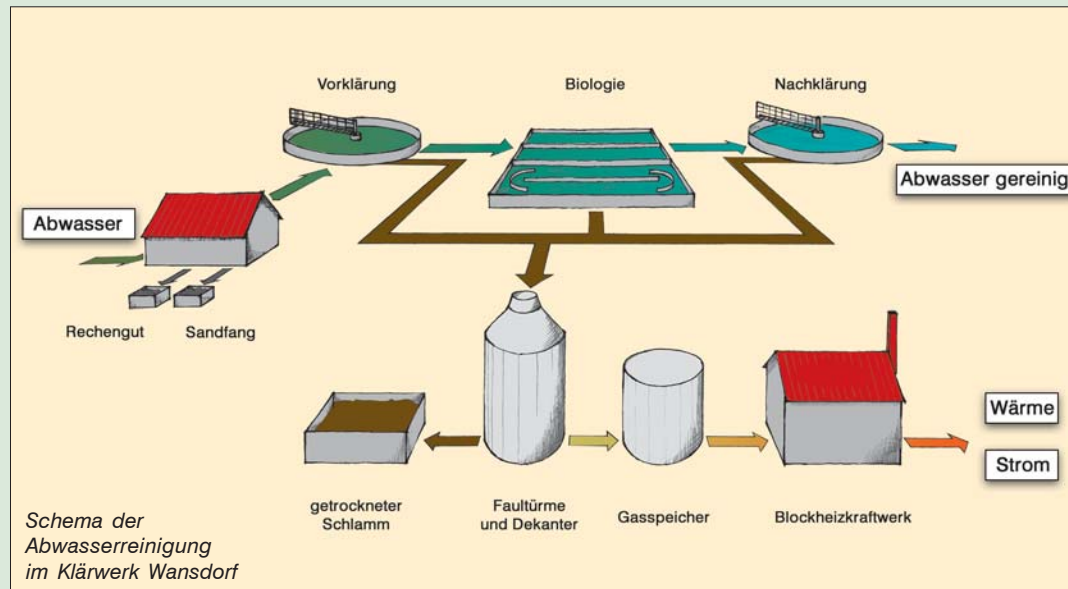 Vorklärung
Biologie
Nachklärung
Abwasser
Abwasser gereinig
Rechengut
Sandfang
Wärme
Strom
getrockneter
Schlamm
Faultürme
und Dekanter
Gasspeicher
Blockheizkraftwerk
Schema der
Abwasserreinigung
im Klärwerk Wansdorf